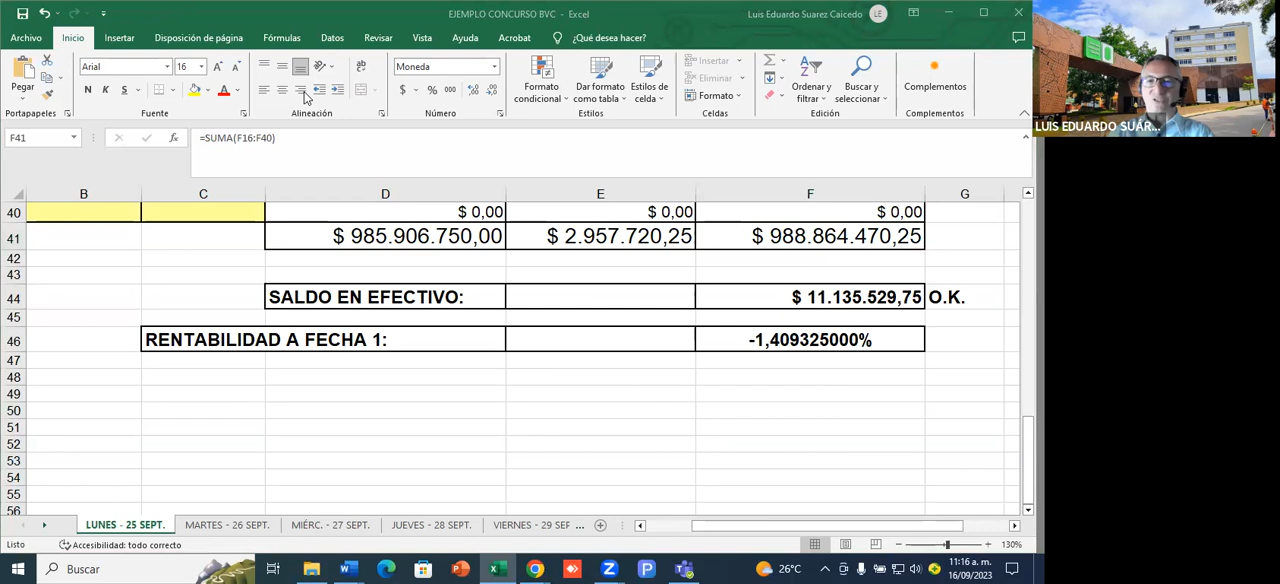 EJEMPLO CONCURSO BVC - Excel
Luis Eduardo Suarez Caicedo LE
Archivo Inicio Insertar Disposición de página Fórmulas Datos Revisar Vista Ayuda Acrobat ¿Qué desea hacer?
Pegar
Arial 16
Moneda
N K S
$ % 000
Formato condicional
Dar formato como tabla
Estilos de celda
Insertar
Eliminar
Formato
Ordenar y filtrar
Buscar y seleccionar
Complementos
Portapapeles Fuente Alineación Número Estilos Celdas Edición Complementos
LUIS EDUARDO SUÁR...
F41 fx =SUMA(F16:F40)
B C D E F G
40 $ 0,00 $ 0,00 $ 0,00
41 $ 985.906.750,00 $ 2.957.720,25 $ 988.864.470,25
42
43
44 SALDO EN EFECTIVO: $ 11.135.529,75 O.K.
45
46 RENTABILIDAD A FECHA 1: -1,409325000%
47
48
49
50
51
52
53
54
55
56
LUNES - 25 SEPT. MARTES - 26 SEPT. MIÉRC. - 27 SEPT. JUEVES - 28 SEPT. VIERNES - 29 SEP ...
Listo Accesibilidad: todo correcto 130%
Buscar 26°C 11:16 a. m.
16/09/2023